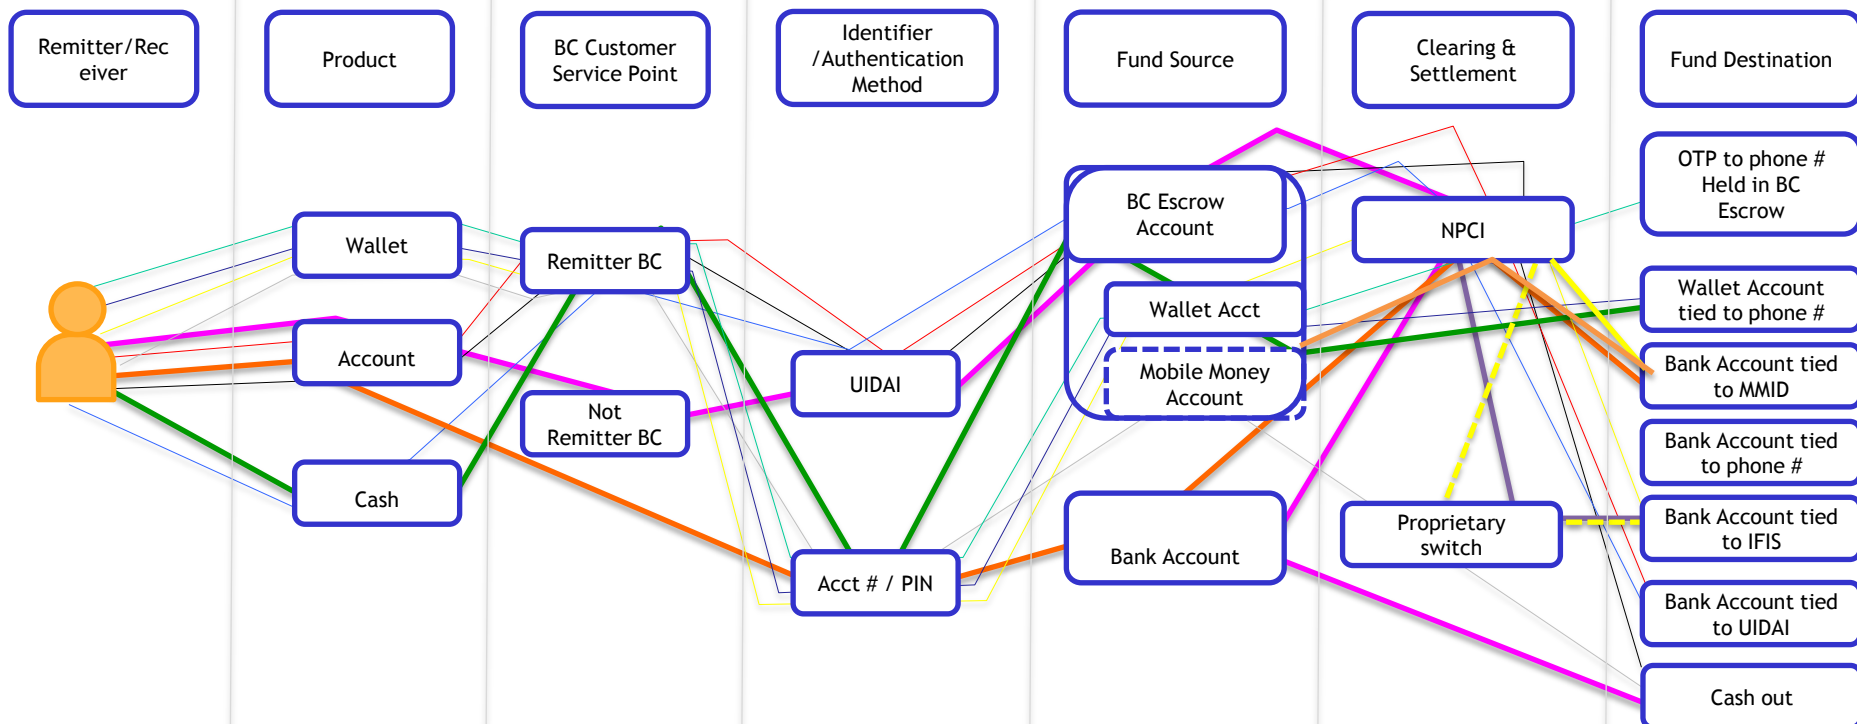 Remitter/Rec
eiver
Product
BC Customer
Service Point
Identifier
/Authentication
Method
Fund Source
Clearing &
Settlement
Fund Destination
Wallet
Account
Cash
Remitter BC
Not
Remitter BC
UIDAI
Acct # / PIN
BC Escrow
Account
Wallet Acct
Mobile Money
Account
Bank Account
NPCI
Proprietary
switch
OTP to phone #
Held in BC
Escrow
Wallet Account
tied to phone #
Bank Account tied
to MMID
Bank Account tied
to phone #
Bank Account tied
to IFIS
Bank Account tied
to UIDAI
Cash out